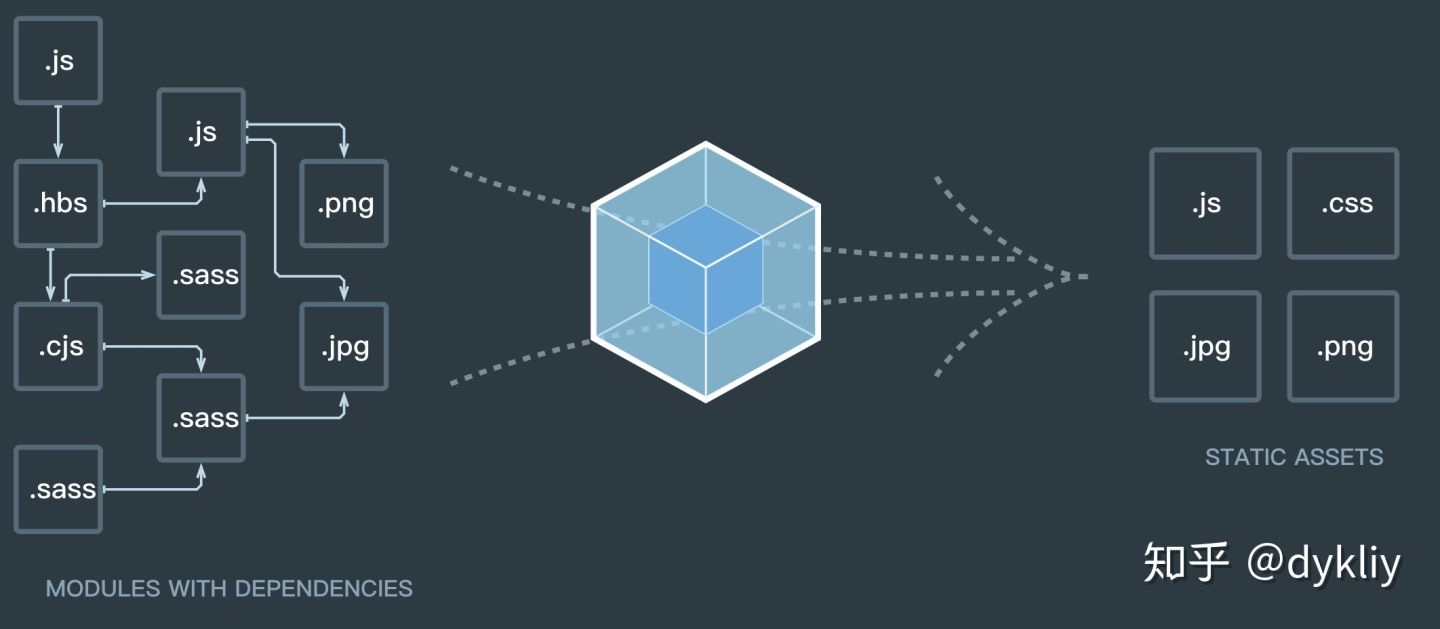 .js
.js
.hbs
.png
.sass
.cjs
.jpg
.sass
.sass
MODULES WITH DEPENDENCIES
.js
.css
.jpg
.png
STATIC ASSETS
知乎 @dykliy